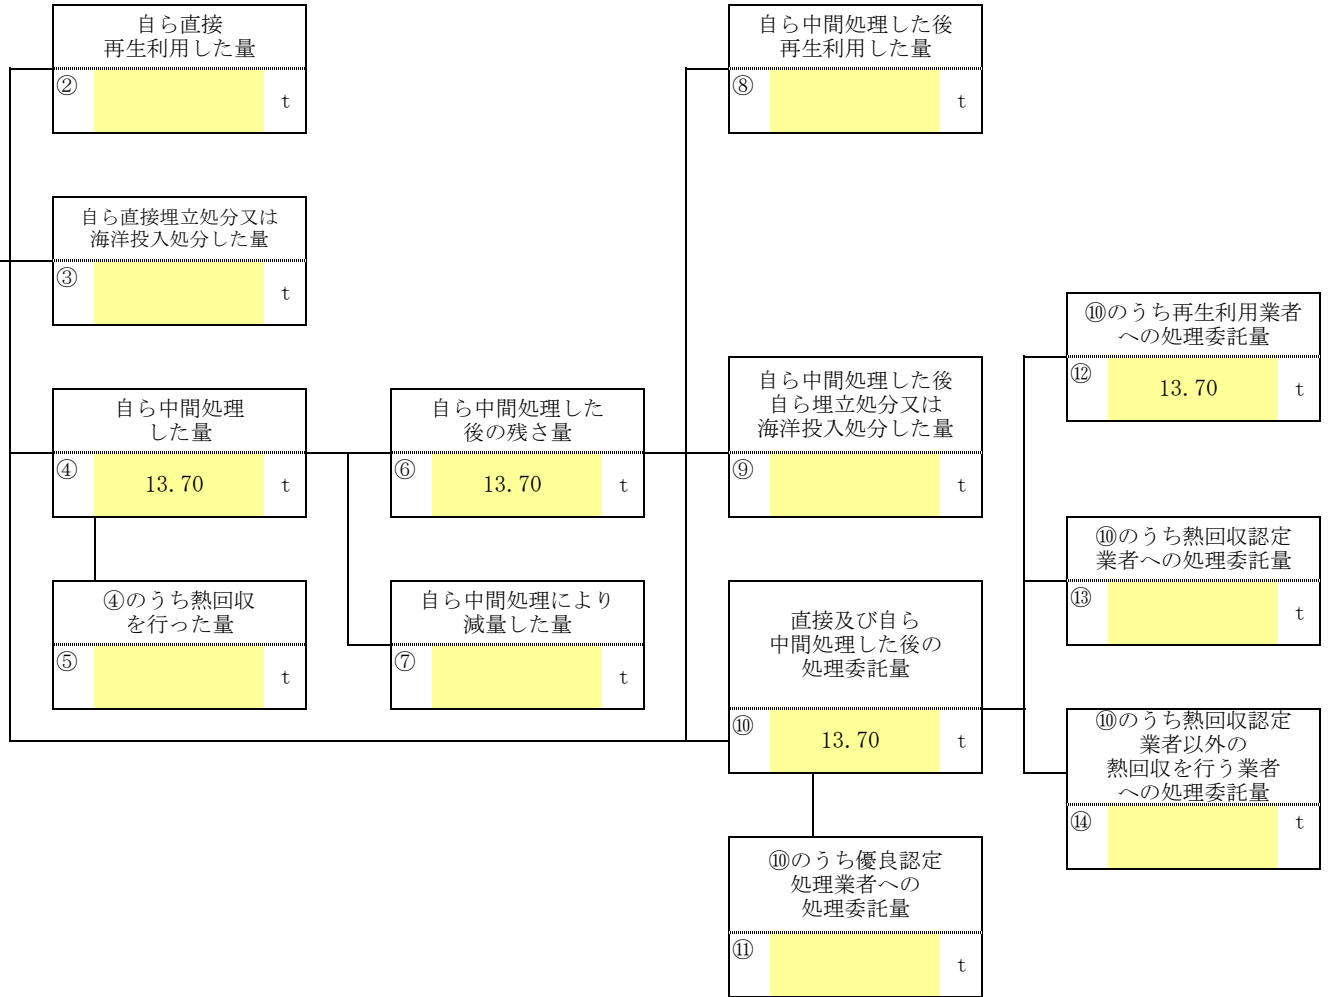 自ら直接
再生利用した量
②
t
自ら中間処理した後
再生利用した量
⑧
t
自ら直接埋立処分又は
海洋投入処分した量
③
t
⑩のうち再生利用業者
への処理委託量
⑫
13.70 t
自ら中間処理
した量
④
13.70 t
自ら中間処理した
後の残さ量
⑥
13.70 t
自ら中間処理した後
自ら埋立処分又は
海洋投入処分した量
⑨
t
⑩のうち熱回収認定
業者への処理委託量
⑬
t
④のうち熱回収
を行った量
⑤
t
自ら中間処理により
減量した量
⑦
t
直接及び自ら
中間処理した後の
処理委託量
⑩
13.70 t
⑩のうち熱回収認定
業者以外の
熱回収を行う業者
への処理委託量
⑭
t
⑩のうち優良認定
処理業者への
処理委託量
⑪
t